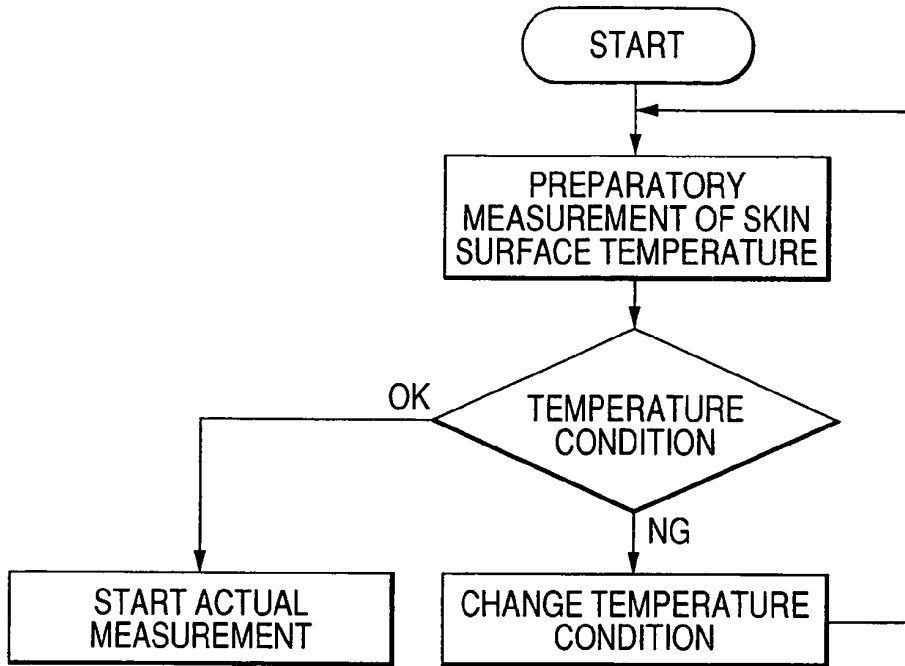 START
PREPARATORY
MEASUREMENT OF SKIN
SURFACE TEMPERATURE
TEMPERATURE
CONDITION
OK
NG
START ACTUAL
MEASUREMENT
CHANGE TEMPERATURE
CONDITION